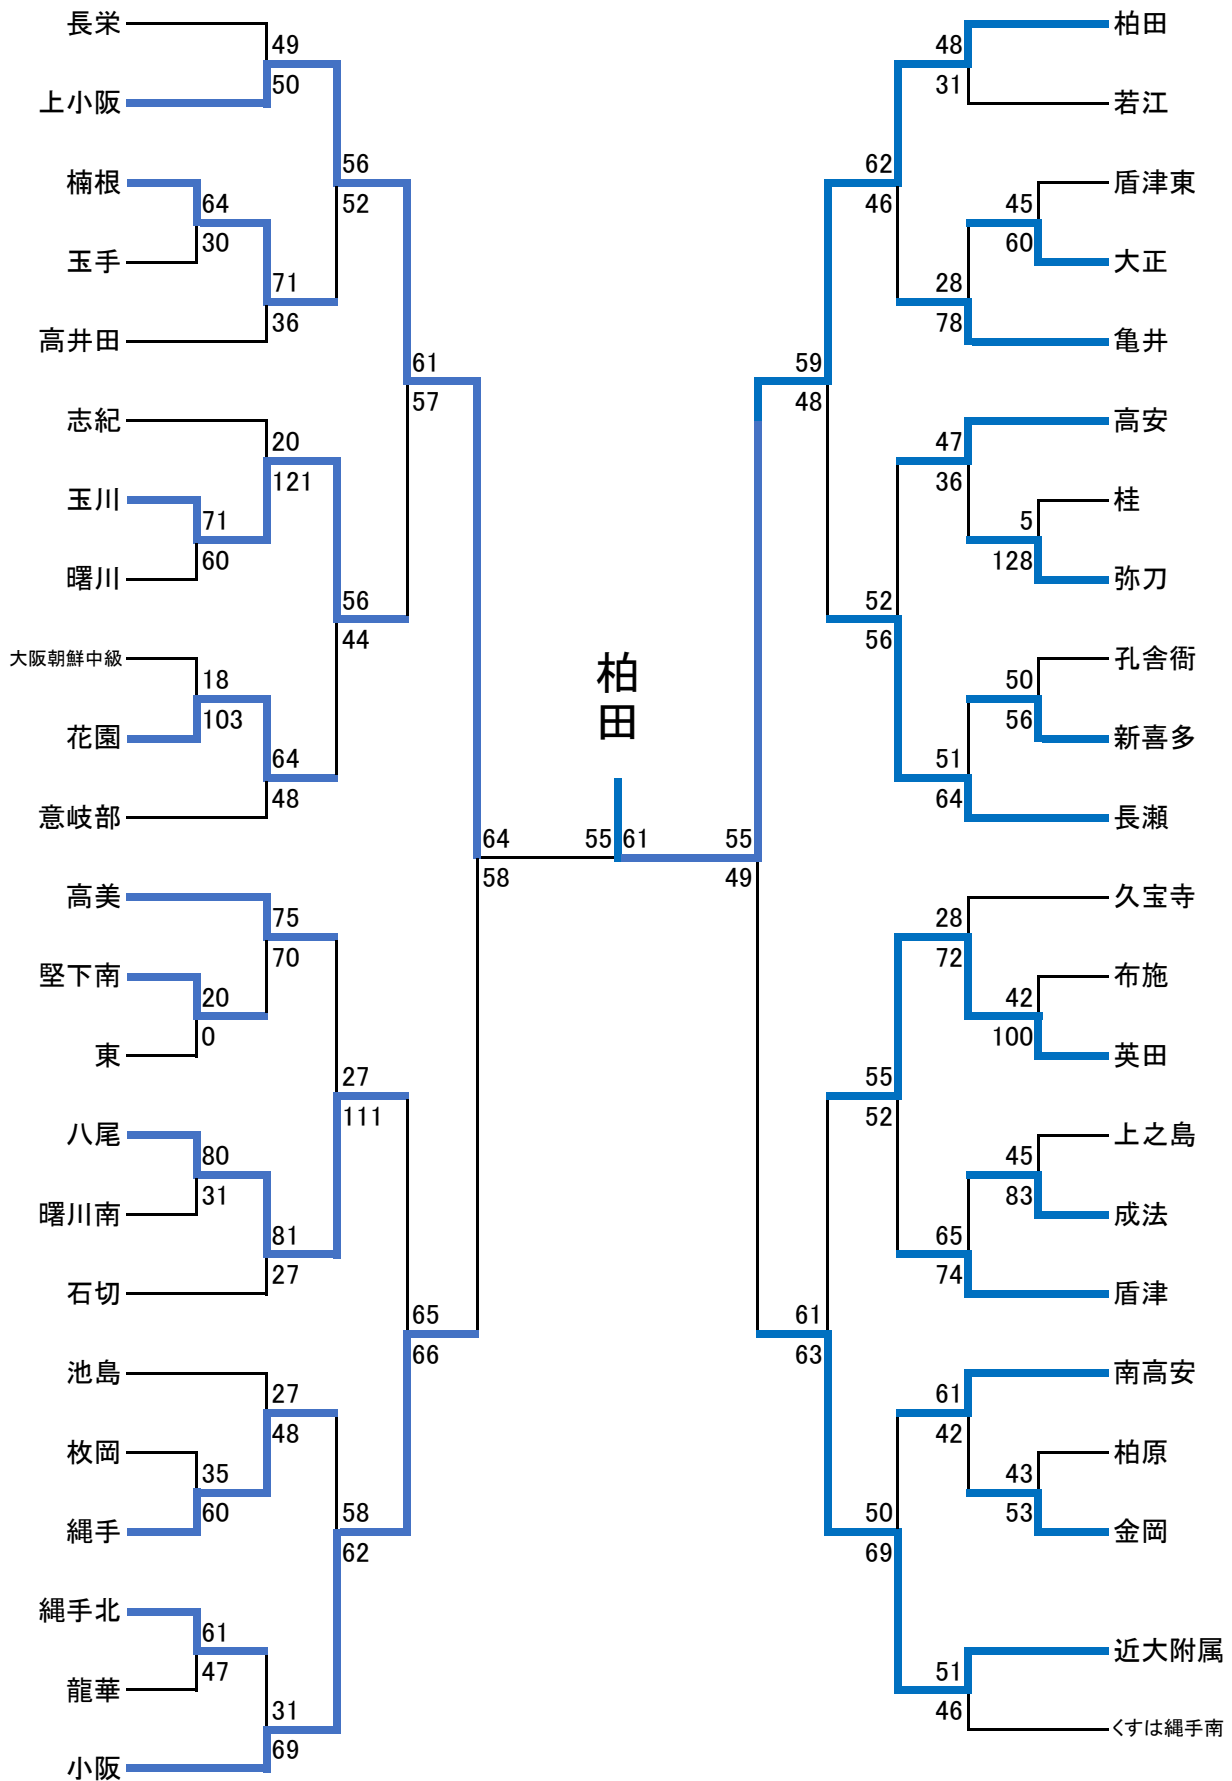 長栄
49
50
上小阪
56
52
楠根
64
30
玉手
71
36
高井田
61
57
志紀
20
121
玉川
71
60
曙川
56
44
大阪朝鮮中級
18
103
花園
64
48
意岐部
64
58
高美
75
70
堅下南
20
0
東
27
111
八尾
80
31
曙川南
81
27
石切
65
66
池島
27
48
枚岡
35
60
縄手
58
62
縄手北
61
47
龍華
31
69
小阪
柏田
55 61
柏田
48
31
若江
62
46
盾津東
45
60
大正
28
78
亀井
59
48
高安
47
36
桂
5
128
弥刀
52
56
孔舎衙
50
56
新喜多
51
64
長瀬
55
49
久宝寺
28
72
布施
42
100
英田
55
52
上之島
45
83
成法
65
74
盾津
61
63
南高安
61
42
柏原
43
53
金岡
50
69
近大附属
51
46
くすは縄手南